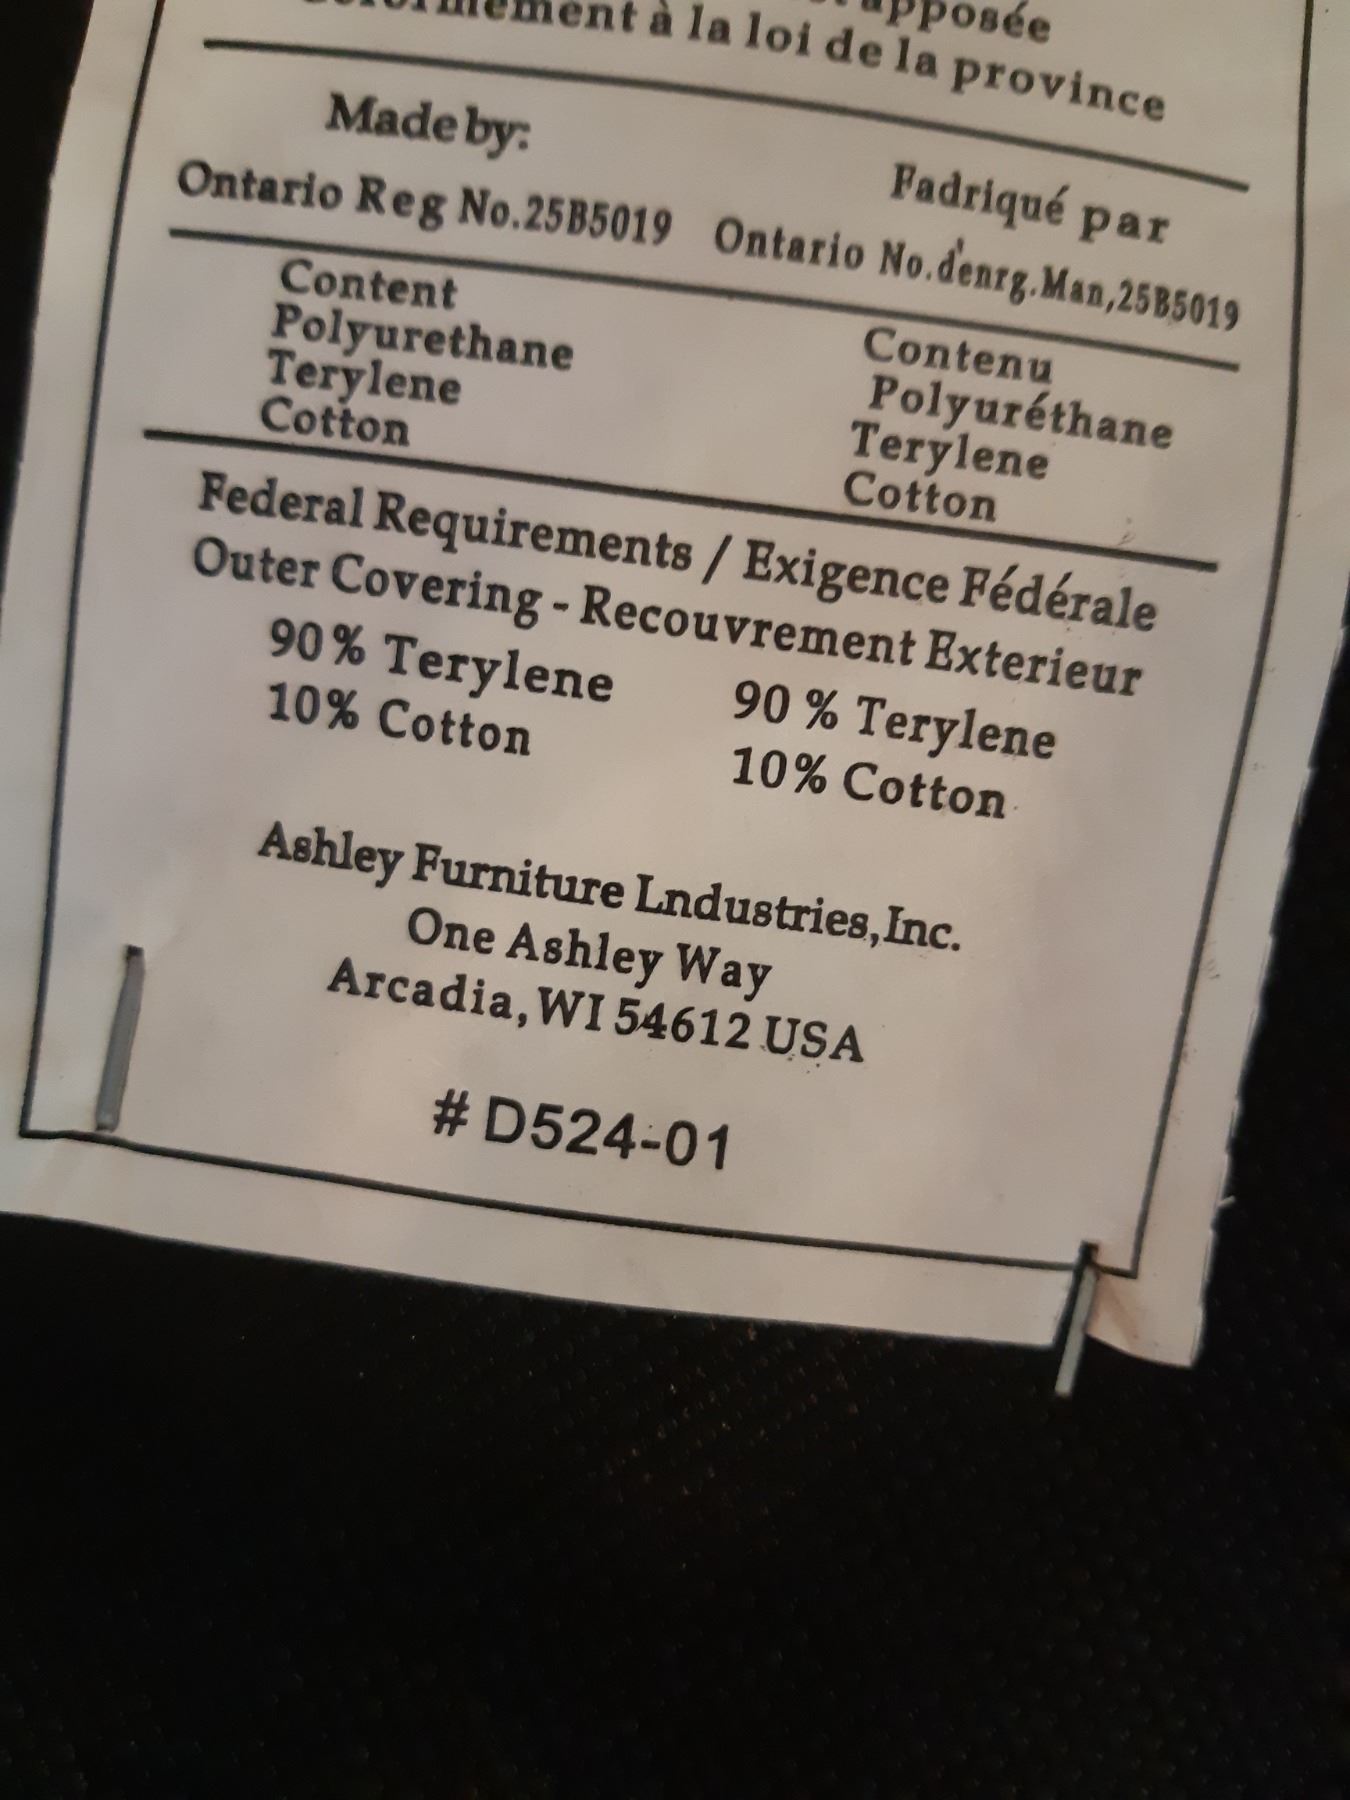 apposée
à la loi de la province
Made by:
Fadriqué par
Ontario Reg No.25B5019 Ontario No.d'enrg.Man,25B5019
Content
Polyurethane
Terylene
Cotton
Contenu
Polyuréthane
Terylene
Cotton
Federal Requirements / Exigence Fédérale
Outer Covering - Recouvrement Exterieur
90% Terylene
10% Cotton
90 % Terylene
10% Cotton
Ashley Furniture Lndustries,Inc.
One Ashley Way
Arcadia, WI 54612 USA
# D524-01